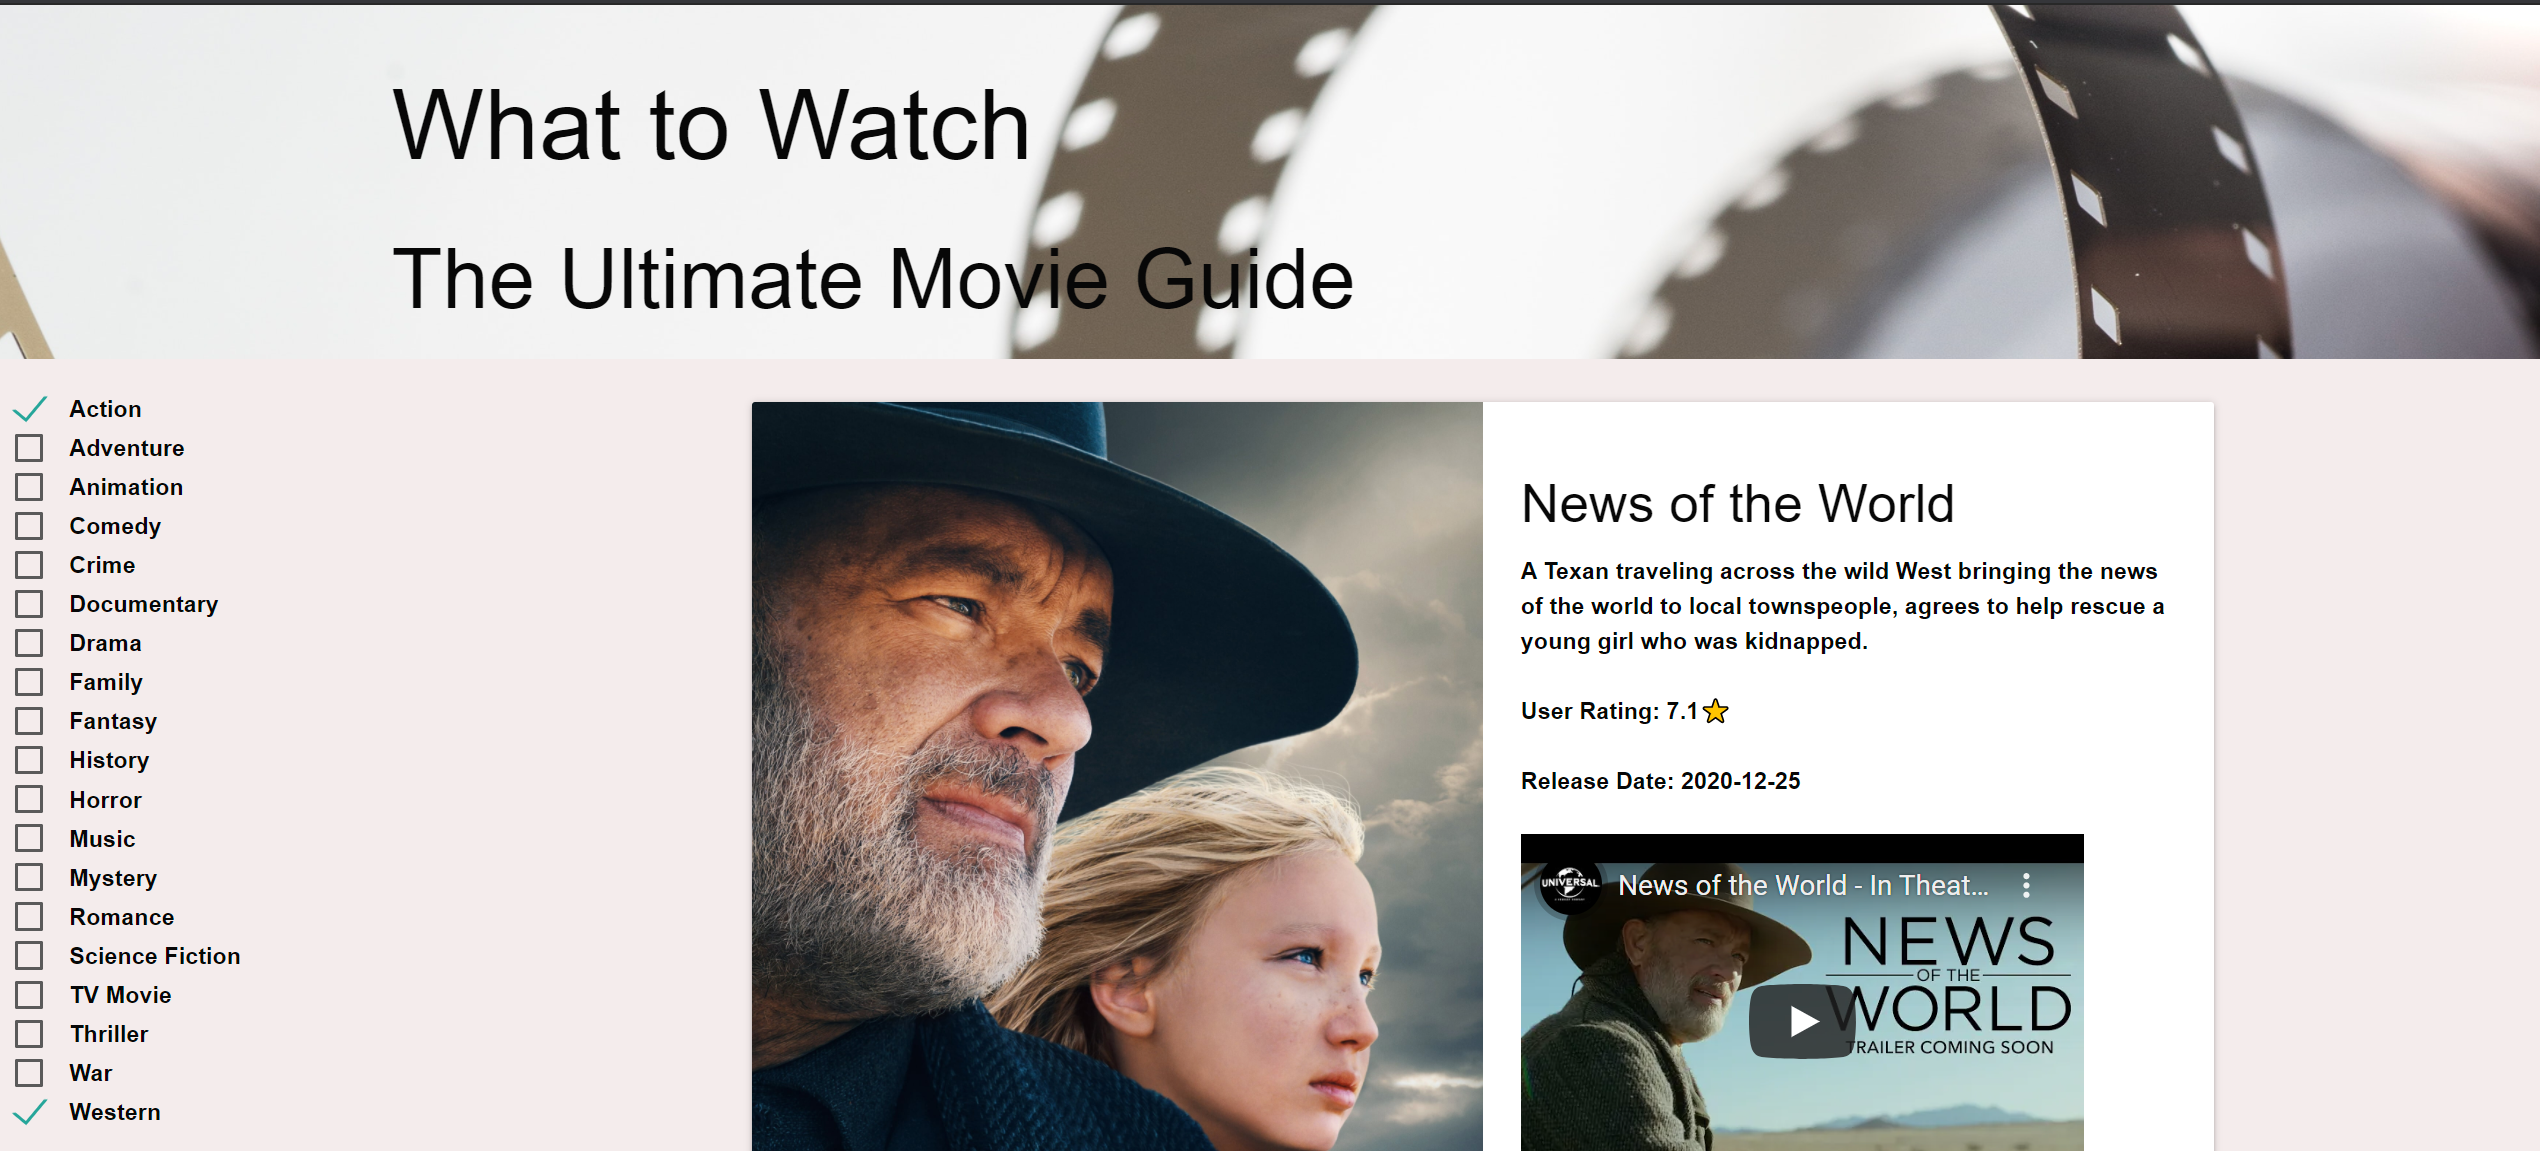 What to Watch
The Ultimate Movie Guide
Action
Adventure
Animation
Comedy
Crime
Documentary
Drama
Family
Fantasy
History
Horror
Music
Mystery
Romance
Science Fiction
TV Movie
Thriller
War
Western
News of the World
A Texan traveling across the wild West bringing the news
of the world to local townspeople, agrees to help rescue a
young girl who was kidnapped.
User Rating: 7.1
Release Date: 2020-12-25
UNIVERSAL
News of the World - In Theat...
NEWS
OF THE
WORLD
TRAILER COMING SOON